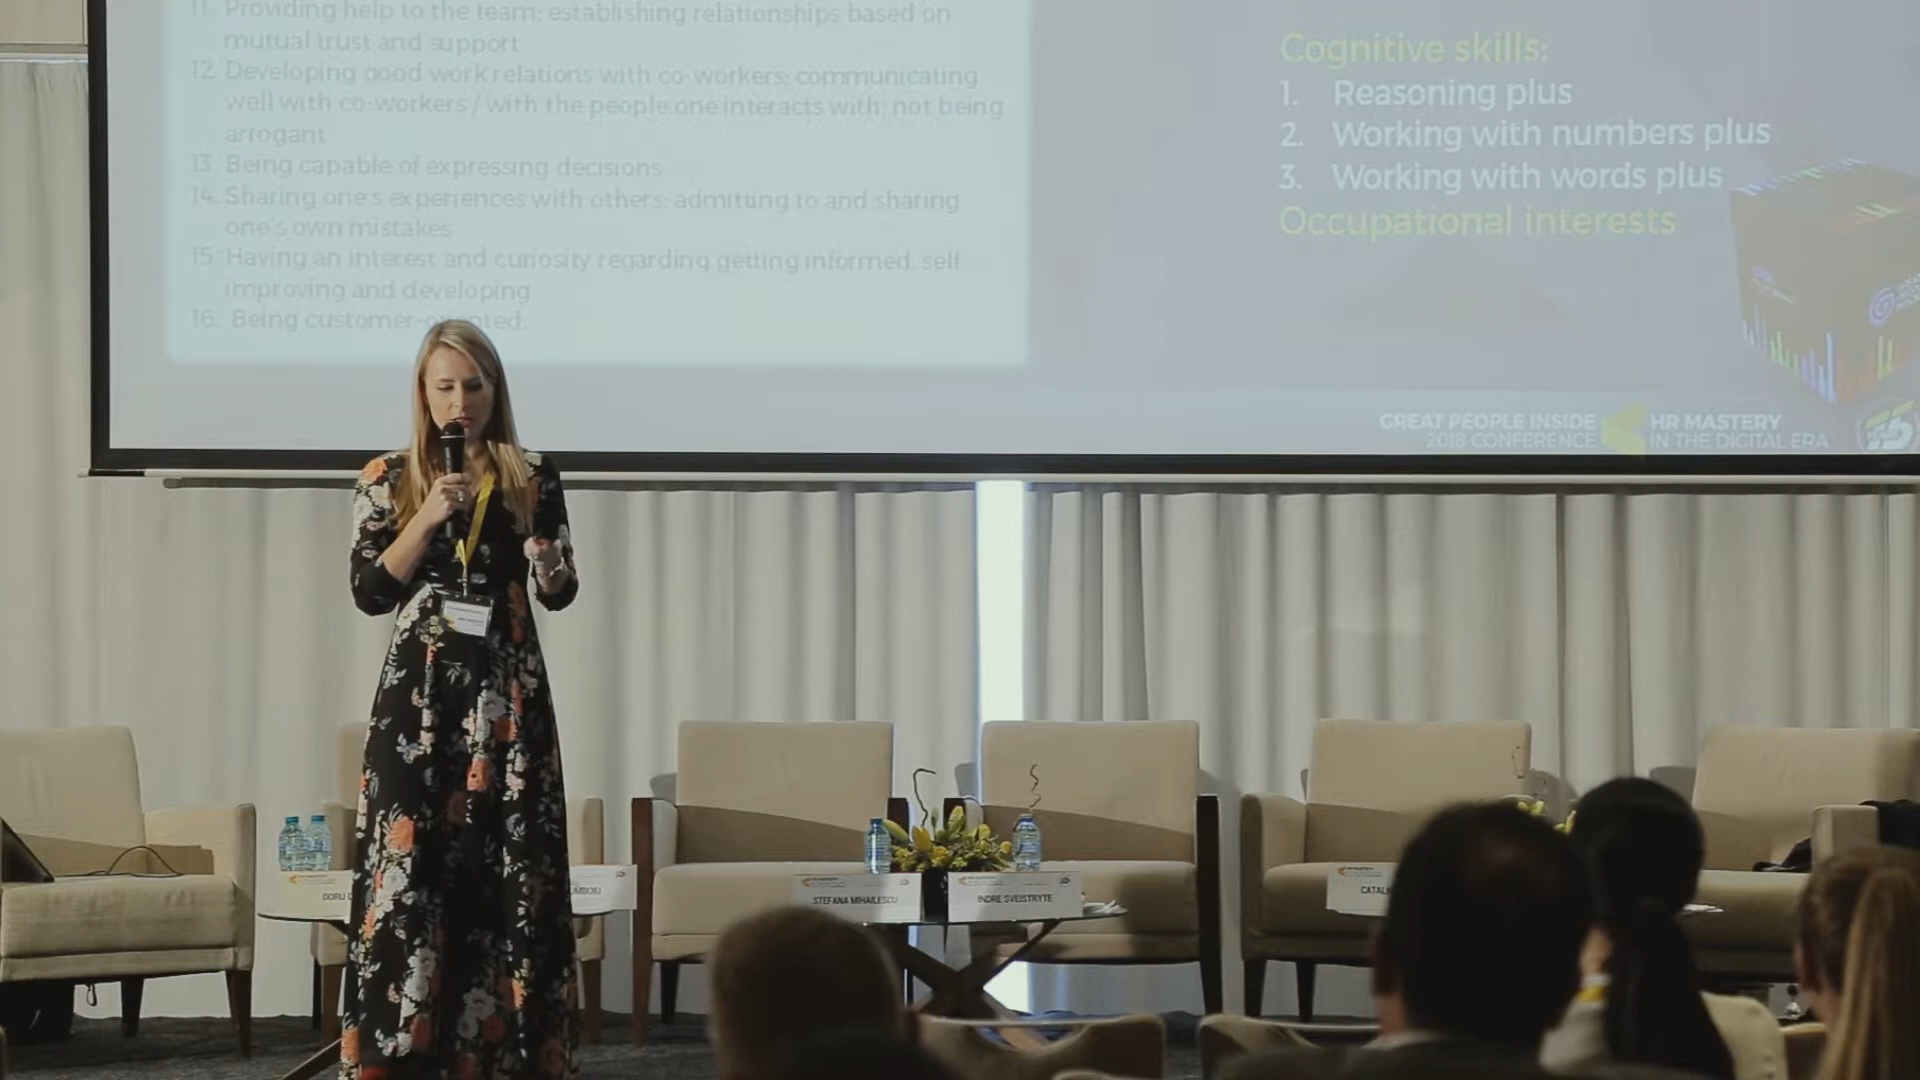 11. Providing help to the team: establishing relationships based on
mutual trust and support
12. Developing good work relations with co-workers; communicating
well with co-workers / with the people one interacts with; not being
arrogant
13. Being capable of expressing decisions
14. Sharing one's experiences with others: admitting to and sharing
one's own mistakes
15. Having an interest and curiosity regarding getting informed, self
improving and developing
16. Being customer-oriented.
Cognitive skills:
1. Reasoning plus
2. Working with numbers plus
3. Working with words plus
Occupational interests
GREAT PEOPLE INSIDE
2018 CONFERENCE
HR MASTERY
IN THE DIGITAL ERA
DORU
STEFANA MIHAILESCU
INDRE SVEISTRYTE